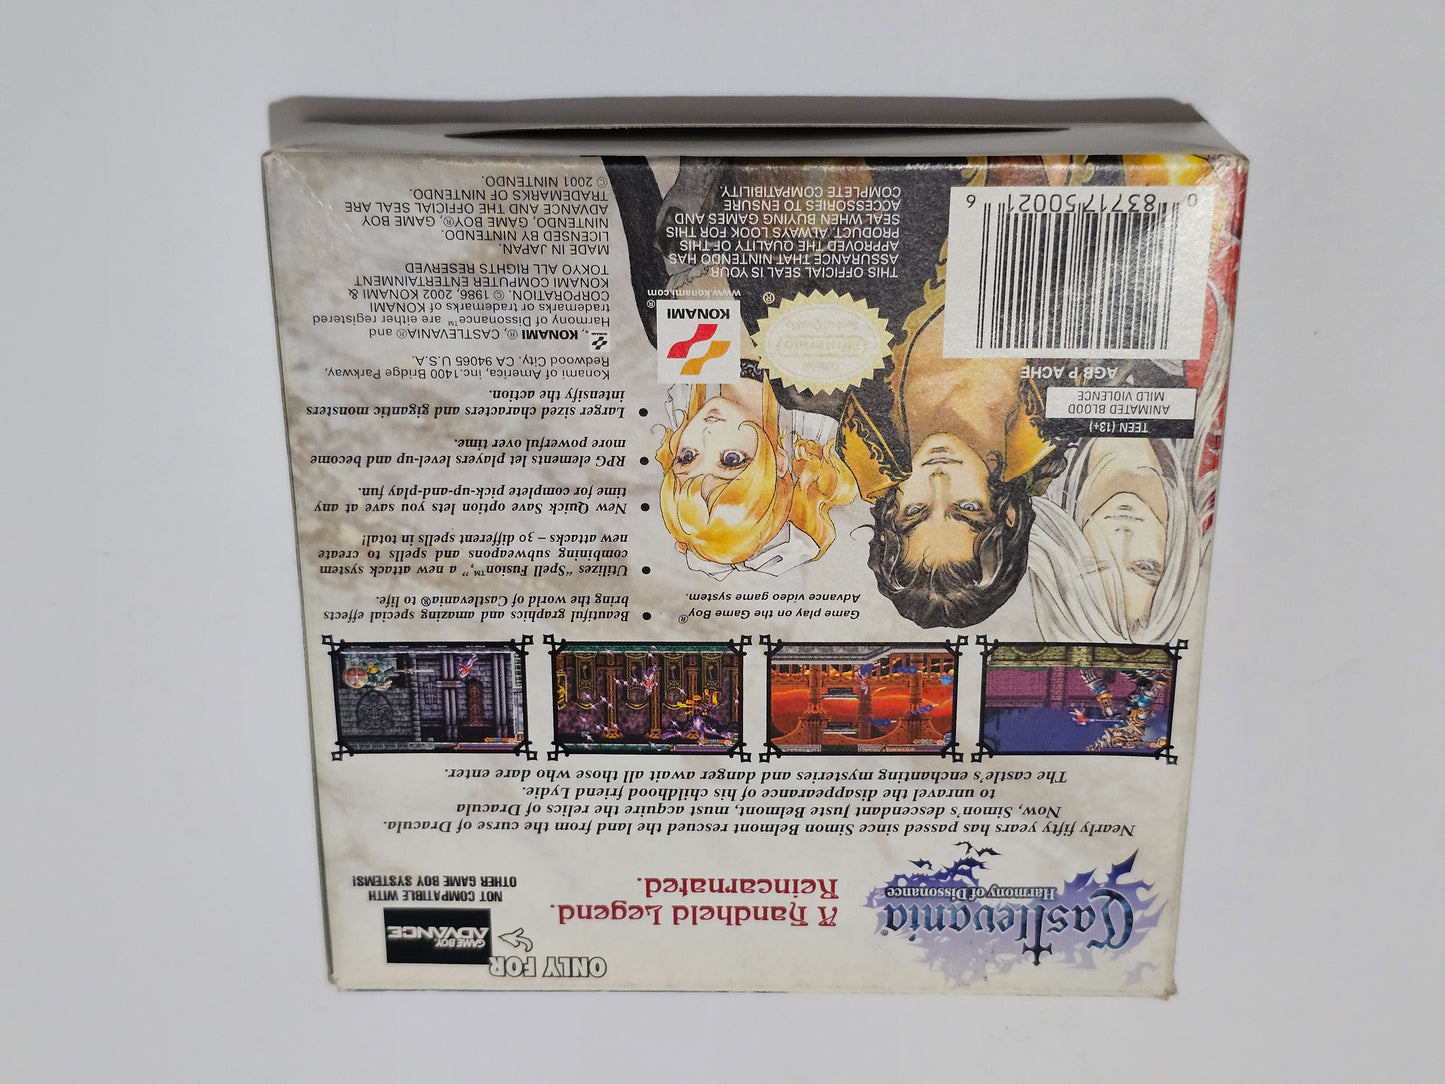 Castlevania®
Harmony of Dissonance
A Handheld Legend.
Reincarnated.
ONLY FOR
GAME BOY
ADVANCE
NOT COMPATIBLE WITH
OTHER GAME BOY SYSTEMS!
Nearly fifty years has passed since Simon Belmont rescued the land from the curse of Dracula.
Now, Simon's descendant Juste Belmont, must acquire the relics of Dracula
to unravel the disappearance of his childhood friend Lydie.
The castle's enchanting mysteries and danger await all those who dare enter.
Game play on the Game Boy®
Advance video game system.
• Beautiful graphics and amazing special effects
bring the world of Castlevania® to life.
• Utilizes "Spell Fusion™," a new attack system
combining subweapons and spells to create
new attacks – 30 different spells in total!
• New Quick Save option lets you save at any
time for complete pick-up-and-play fun.
• RPG elements let players level-up and become
more powerful over time.
• Larger sized characters and gigantic monsters
intensify the action.
TEEN (13+)
ANIMATED BLOOD
MILD VIOLENCE
AGB P ACHE
0 83717 50021 6
KONAMI
®
www.konami.com
Official
Nintendo
Seal of Quality
®
THIS OFFICIAL SEAL IS YOUR
ASSURANCE THAT NINTENDO HAS
APPROVED THE QUALITY OF THIS
PRODUCT. ALWAYS LOOK FOR THIS
SEAL WHEN BUYING GAMES AND
ACCESSORIES TO ENSURE
COMPLETE COMPATIBILITY.
Konami of America, inc.1400 Bridge Parkway,
Redwood City. CA 94065 U.S.A.
KONAMI ®, CASTLEVANIA® and
Harmony of Dissonance™ are either registered
trademarks or trademarks of KONAMI
CORPORATION. © 1986, 2002 KONAMI &
KONAMI COMPUTER ENTERTAINMENT
TOKYO ALL RIGHTS RESERVED
MADE IN JAPAN.
LICENSED BY NINTENDO.
NINTENDO, GAME BOY®, GAME BOY
ADVANCE AND THE OFFICIAL SEAL ARE
TRADEMARKS OF NINTENDO.
© 2001 NINTENDO.